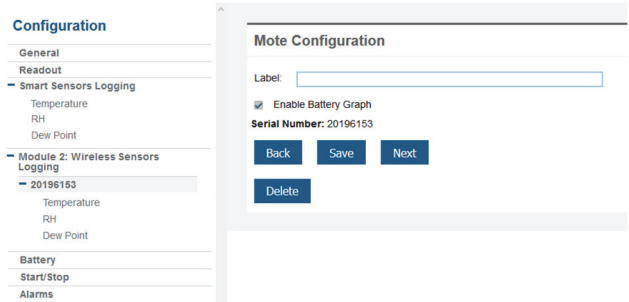 Configuration
General
Readout
Smart Sensors Logging
Temperature
RH
Dew Point
Module 2: Wireless Sensors
Logging
20196153
Temperature
RH
Dew Point
Battery
Start/Stop
Alarms
Mote Configuration
Label:
Enable Battery Graph
Serial Number: 20196153
Back Save Next
Delete